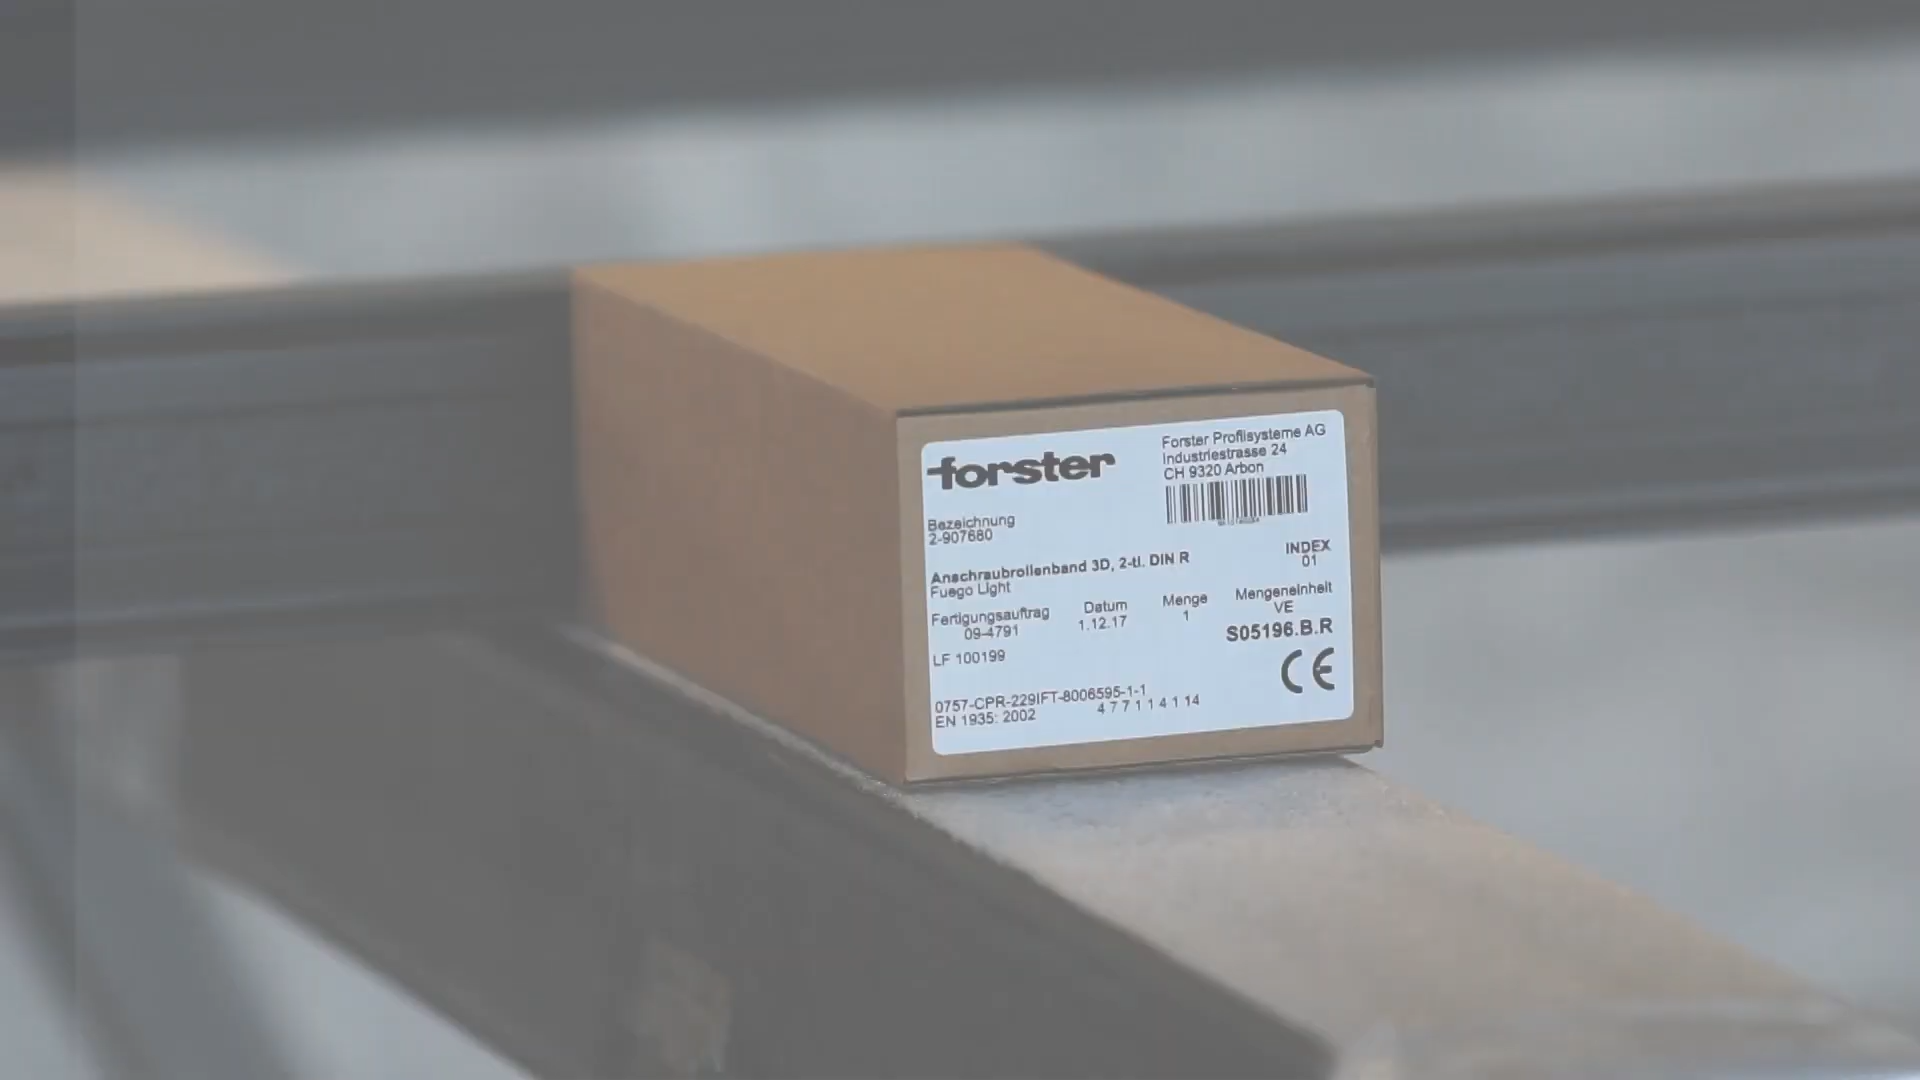 forster
Forster Profilsysteme AG
Industriestrasse 24
CH 9320 Arbon
Bezeichnung
2-907680
Anschraubrollenband 3D, 2-tl. DIN R
Fuego Light
INDEX
01
Fertigungsauftrag
09-4791
Datum
1.12.17
Menge
1
Mengeneinheit
VE
S05196.B.R
LF 100199
CE
0757-CPR-229IFT-8006595-1-1
EN 1935: 2002
4 7 7 1 1 4 1 14